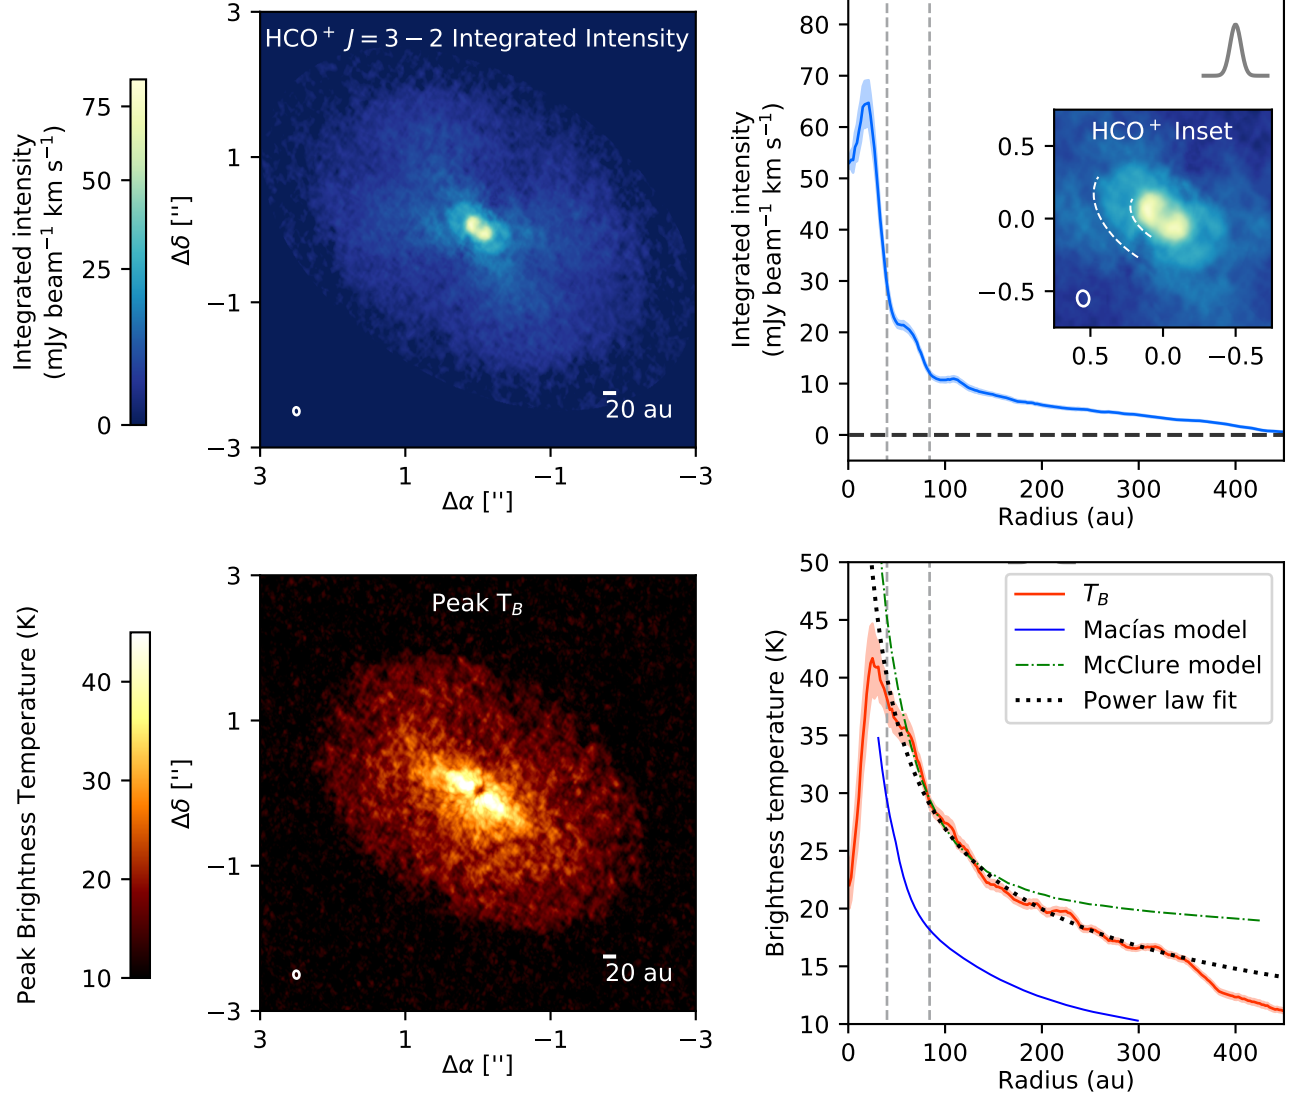 HCO⁺ J = 3 − 2 Integrated Intensity
Integrated intensity
(mJy beam⁻¹ km s⁻¹)
75
50
25
0
Δδ ['']
3
1
−1
−3
20 au
3
1
−1
−3
Δα ['']
Integrated intensity
(mJy beam⁻¹ km s⁻¹)
80
70
60
50
40
30
20
10
0
HCO⁺ Inset
0.5
0.0
−0.5
0.5
0.0
−0.5
0
100
200
300
400
Radius (au)
Peak Brightness Temperature (K)
40
30
20
10
Δδ ['']
3
1
−1
−3
Peak T_B
20 au
3
1
−1
−3
Δα ['']
Brightness temperature (K)
50
45
40
35
30
25
20
15
10
T_B
Macías model
McClure model
Power law fit
0
100
200
300
400
Radius (au)